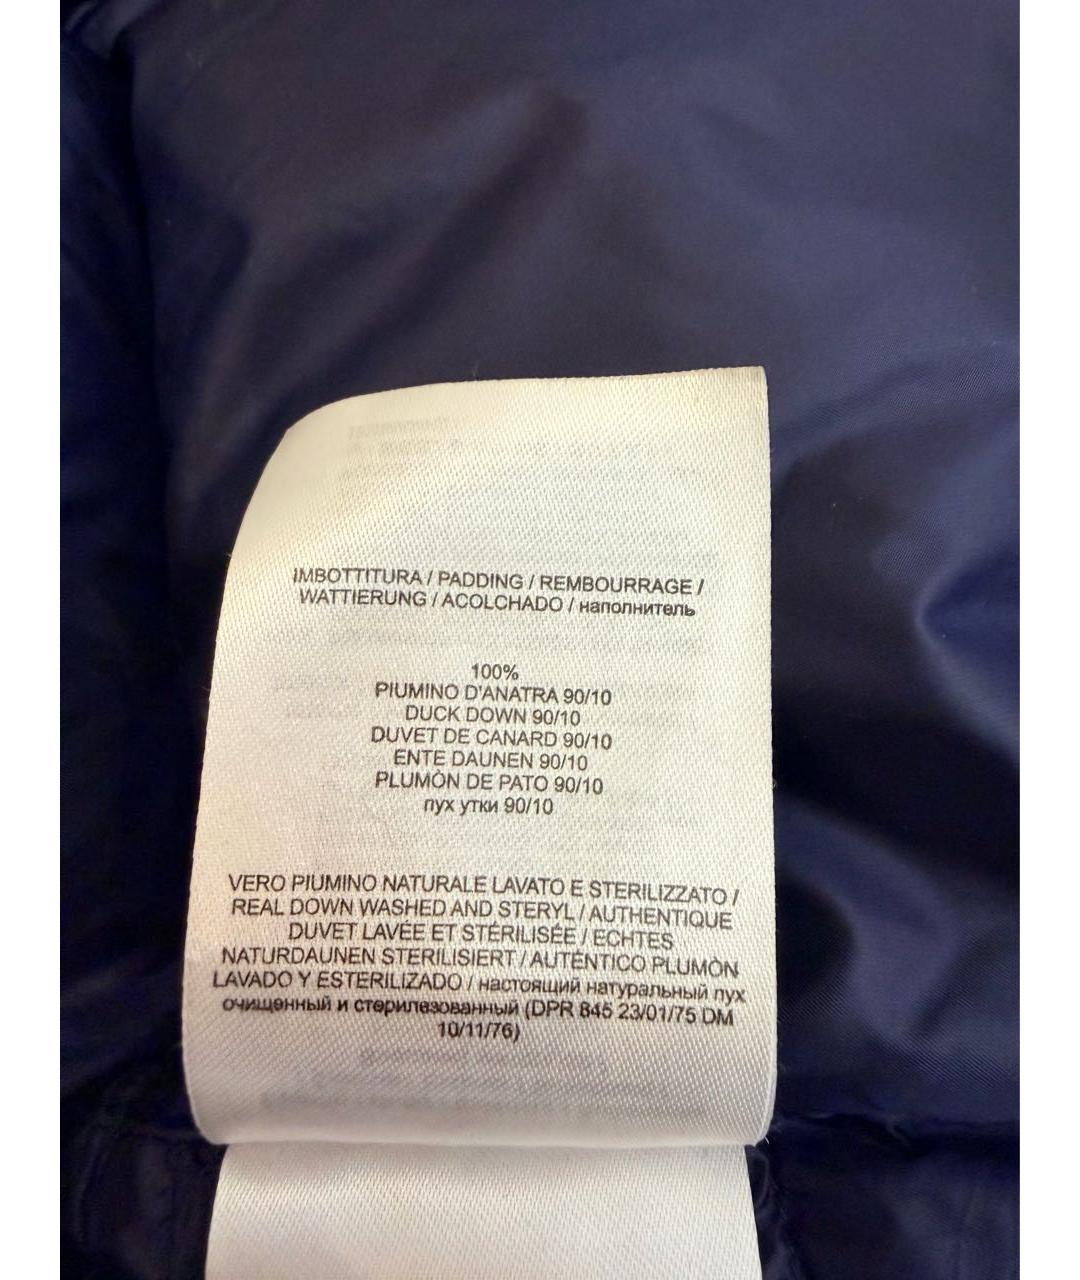 IMBOTTITURA / PADDING / REMBOURRAGE /
WATTIERUNG / ACOLCHADO / наполнитель
100%
PIUMINO D'ANATRA 90/10
DUCK DOWN 90/10
DUVET DE CANARD 90/10
ENTE DAUNEN 90/10
PLUMÒN DE PATO 90/10
пух утки 90/10
VERO PIUMINO NATURALE LAVATO E STERILIZZATO /
REAL DOWN WASHED AND STERYL / AUTHENTIQUE
DUVET LAVÉE ET STÉRILISÉE / ECHTES
NATURDAUNEN STERILISIERT / AUTÉNTICO PLUMÒN
LAVADO Y ESTERILIZADO / настоящий натуральный пух
очищенный и стерилезованный (DPR 845 23/01/75 DM
10/11/76)